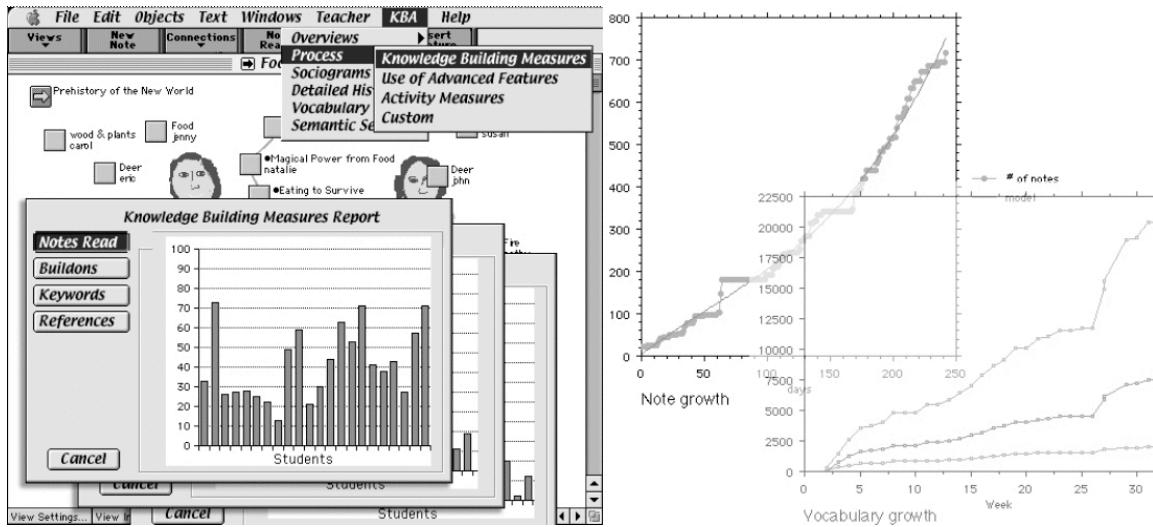 File Edit Objects Text Windows Teacher KBA Help
Views
New
Note
Connections
Overviews
Process
Sociograms
Detailed His
Vocabulary
Semantic Se
Knowledge Building Measures
Use of Advanced Features
Activity Measures
Custom
Prehistory of the New World
wood & plants
carol
Food
jenny
susan
Deer
eric
Magical Power from Food
natalie
Deer
john
Eating to Survive
Fire
Knowledge Building Measures Report
Notes Read
Buildons
Keywords
References
Cancel
100
90
80
70
60
50
40
30
20
10
0
Students
Students
Students
Cancel
Cancel
View Settings...
View In
800
700
600
500
400
300
200
100
0
0 50 100 150 200 250
days
Note growth
# of notes
model
22500
20000
17500
15000
10000
7500
5000
2500
0
0 5 10 15 20 25 30
Week
Vocabulary growth